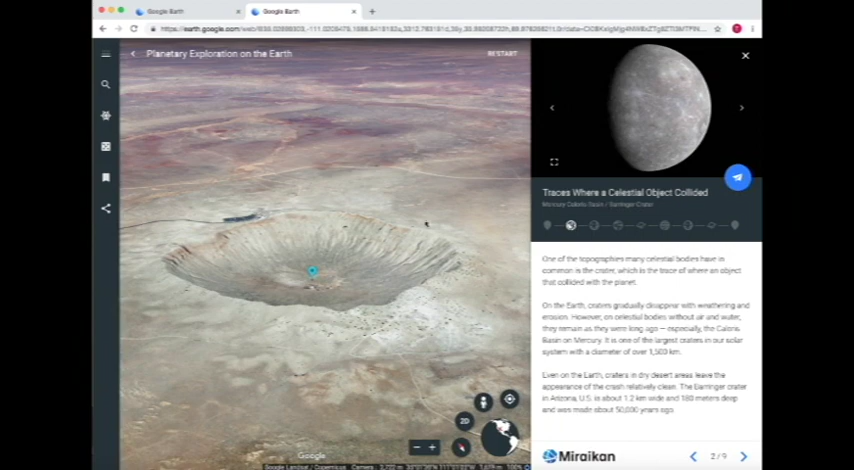 Google Earth
Google Earth
Planetary Exploration on the Earth
RESTART
Traces Where a Celestial Object Collided
Mercury Caloris Basin / Barringer Crater
One of the topographies many celestial bodies have in
common is the crater, which is the trace of where an object
that collided with the planet.
On the Earth, craters gradually disappear with weathering and
erosion. However, on celestial bodies without air and water,
they remain as they were long ago — especially, the Caloris
Basin on Mercury. It is one of the largest craters in our solar
system with a diameter of over 1,500 km.
Even on the Earth, craters in dry desert areas leave the
appearance of the crash relatively clean. The Barringer crater
in Arizona, U.S. is about 1.2 km wide and 180 meters deep
and was made about 50,000 years ago.
2D
Google
Google Landsat / Copernicus
100%
Miraikan
2 / 9